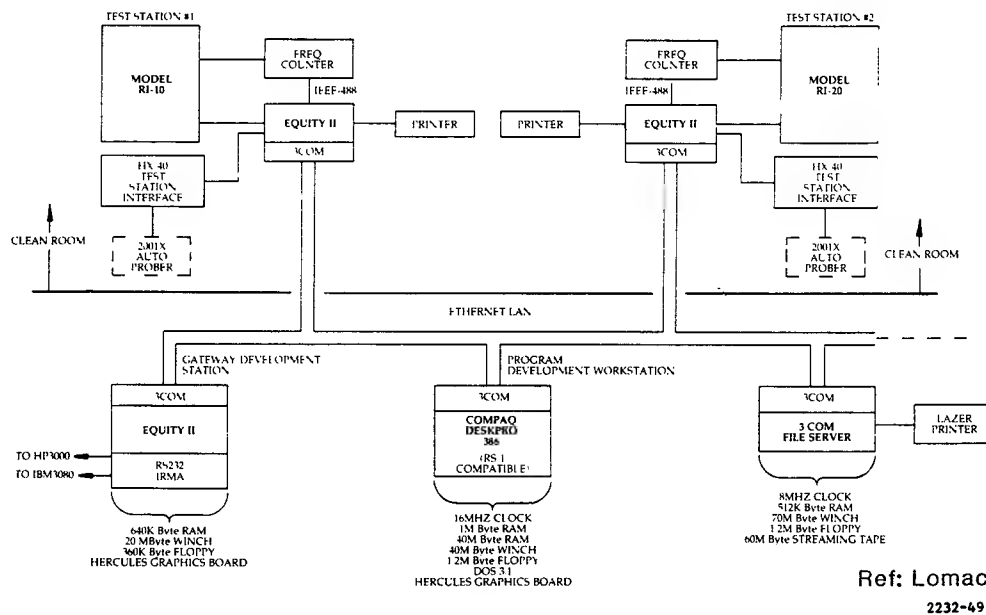 TEST STATION #1
TEST STATION #2
MODEL
RI-10
FREQ
COUNTER
IEEE-488
EQUITY II
3COM
PRINTER
PRINTER
FREQ
COUNTER
IEEE-488
EQUITY II
3COM
MODEL
RI-20
HX 40
TEST
STATION
INTERFACE
HX 40
TEST
STATION
INTERFACE
CLEAN ROOM
2001X
AUTO
PROBER
2001X
AUTO
PROBER
CLEAN ROOM
ETHERNET LAN
GATEWAY DEVELOPMENT
STATION
PROGRAM
DEVELOPMENT WORKSTATION
3COM
EQUITY II
RS232
IRMA
TO HP3000
TO IBM3080
3COM
COMPAQ
DESKPRO
386
(RS 1
COMPATIBLE)
3COM
3 COM
FILE SERVER
LAZER
PRINTER
640K Byte RAM
20 MByte WINCH
360K Byte FLOPPY
HERCULES GRAPHICS BOARD
16MHZ CLOCK
1M Byte RAM
40M Byte RAM
40M Byte WINCH
1 2M Byte FLOPPY
DOS 3.1
HERCULES GRAPHICS BOARD
8MHZ CLOCK
512K Byte RAM
70M Byte WINCH
1 2M Byte FLOPPY
60M Byte STREAMING TAPE
Ref: Lomac
2232-49